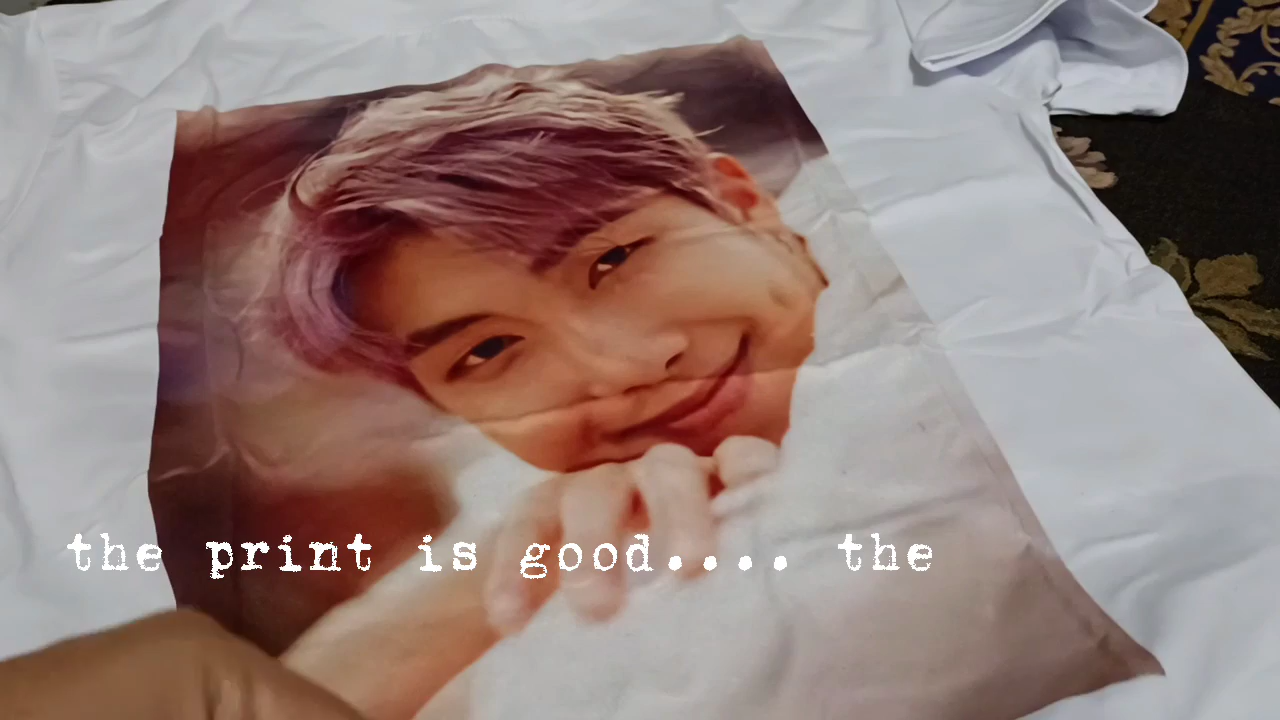 the print is good.... the